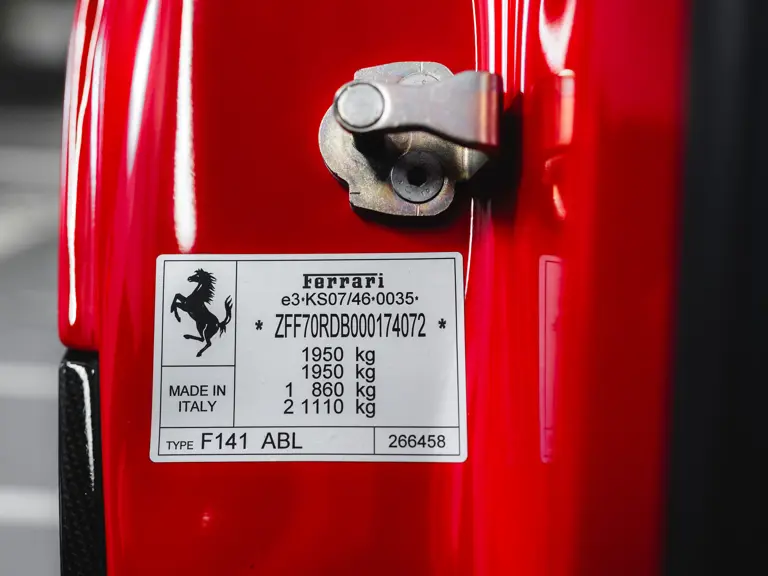 Ferrari
e3*KS07/46*0035*
* ZFF70RDB000174072 *
1950 kg
1950 kg
1 860 kg
2 1110 kg
MADE IN
ITALY
TYPE F141 ABL
266458